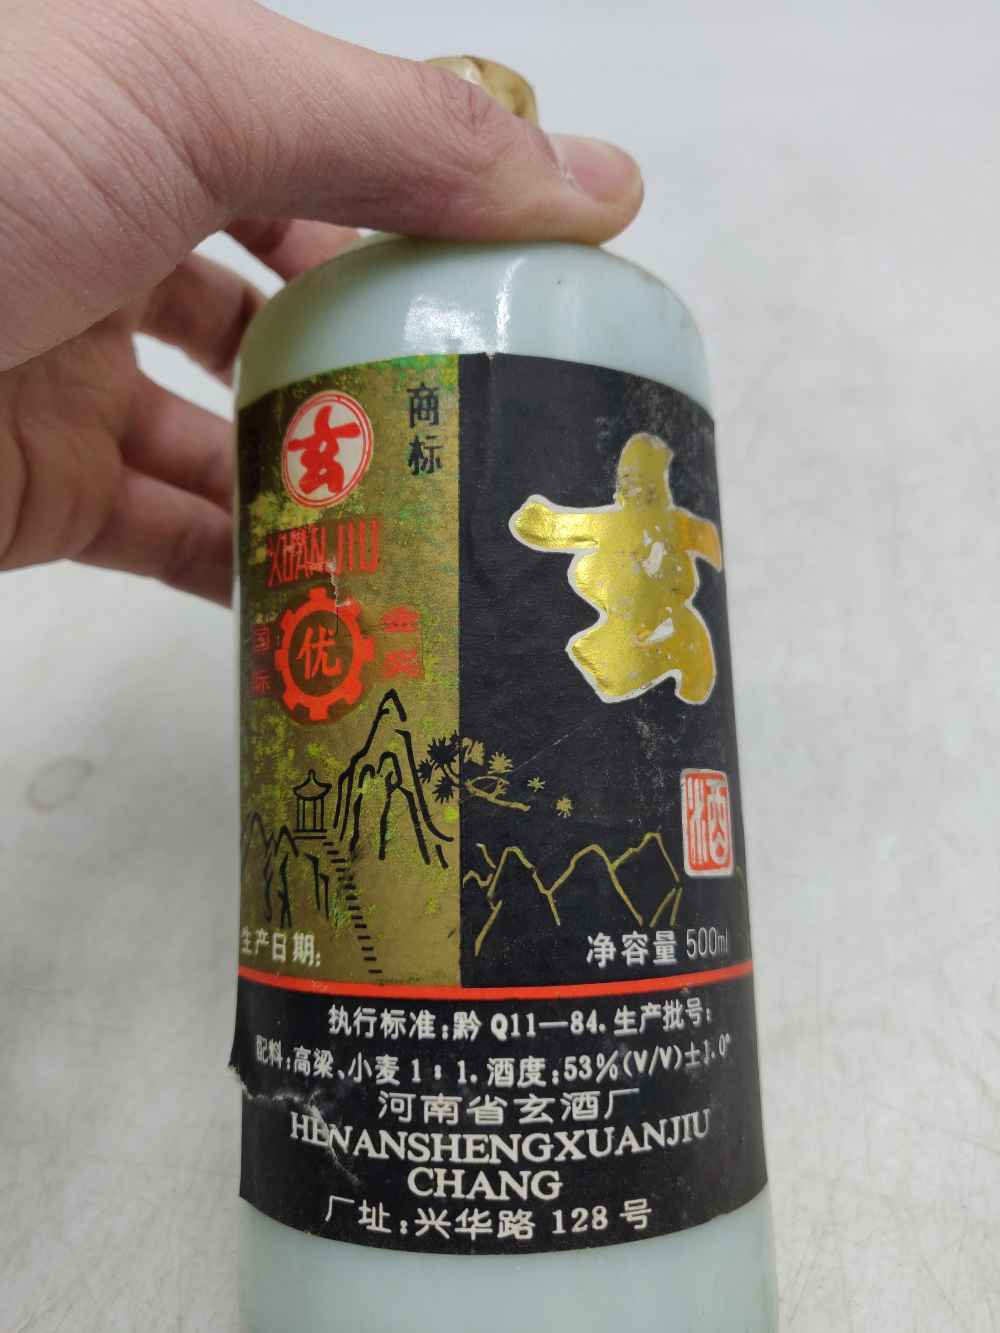 玄
商标
XUAN JIU
国际
优
金奖
玄
酒
生产日期:
净容量 500ml
执行标准:黔 Q11—84. 生产批号:
配料:高粱、小麦 1:1. 酒度:53%(V/V)±1.0°
河南省玄酒厂
HENANSHENGXUANJIU
CHANG
厂址:兴华路 128 号